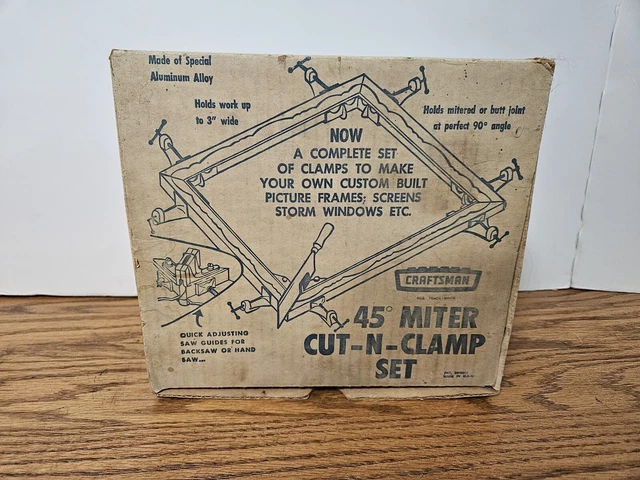 Made of Special
Aluminum Alloy
Holds work up
to 3" wide
Holds mitered or butt joint
at perfect 90° angle
NOW
A COMPLETE SET
OF CLAMPS TO MAKE
YOUR OWN CUSTOM BUILT
PICTURE FRAMES; SCREENS
STORM WINDOWS ETC.
CRAFTSMAN
QUICK ADJUSTING
SAW GUIDES FOR
BACKSAW OR HAND
SAW...
45° MITER
CUT-N-CLAMP
SET